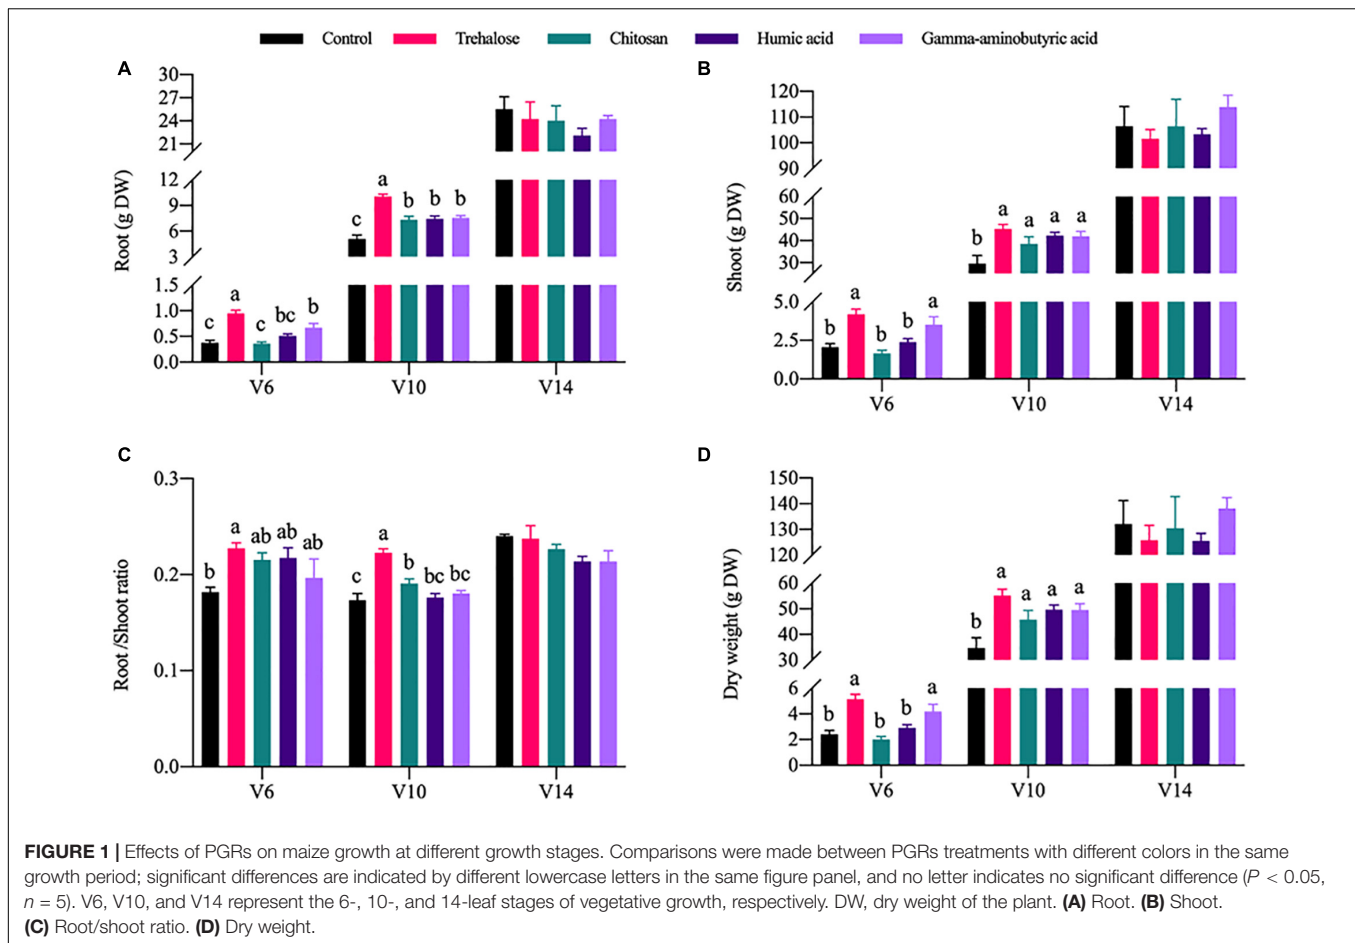 Control Trehalose Chitosan Humic acid Gamma-aminobutyric acid
A
30
27
24
21
12
9
6
3
1.5
1.0
0.5
0.0
Root (g DW)
c a c bc b
c a b b b
V6 V10 V14
B
120
110
100
90
60
50
40
30
5.0
2.5
0.0
Shoot (g DW)
b a b b a
b a a a a
V6 V10 V14
C
0.3
0.2
0.1
0.0
Root /Shoot ratio
b a ab ab ab
c a b bc bc
V6 V10 V14
D
150
140
130
120
60
50
40
30
6
4
2
0
Dry weight (g DW)
b a b b a
b a a a a
V6 V10 V14
FIGURE 1 | Effects of PGRs on maize growth at different growth stages. Comparisons were made between PGRs treatments with different colors in the same
growth period; significant differences are indicated by different lowercase letters in the same figure panel, and no letter indicates no significant difference (P < 0.05,
n = 5). V6, V10, and V14 represent the 6-, 10-, and 14-leaf stages of vegetative growth, respectively. DW, dry weight of the plant. (A) Root. (B) Shoot.
(C) Root/shoot ratio. (D) Dry weight.